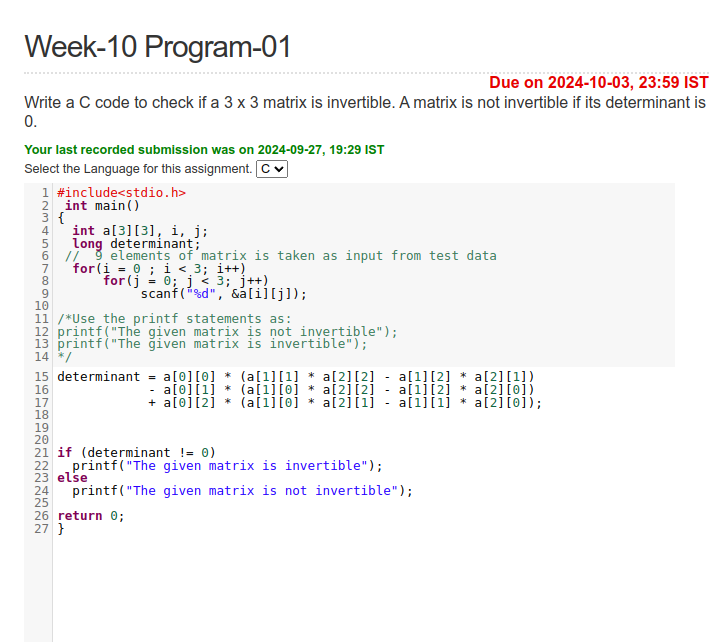 Week-10 Program-01
Due on 2024-10-03, 23:59 IST
Write a C code to check if a 3 x 3 matrix is invertible. A matrix is not invertible if its determinant is
0.
Your last recorded submission was on 2024-09-27, 19:29 IST
Select the Language for this assignment. C
1 #include<stdio.h>
2  int main()
3 {
4   int a[3][3], i, j;
5   long determinant;
6  //  9 elements of matrix is taken as input from test data
7   for(i = 0 ; i < 3; i++)
8       for(j = 0; j < 3; j++)
9            scanf("%d", &a[i][j]);
10
11 /*Use the printf statements as:
12 printf("The given matrix is not invertible");
13 printf("The given matrix is invertible");
14 */
15 determinant = a[0][0] * (a[1][1] * a[2][2] - a[1][2] * a[2][1])
16             - a[0][1] * (a[1][0] * a[2][2] - a[1][2] * a[2][0])
17             + a[0][2] * (a[1][0] * a[2][1] - a[1][1] * a[2][0]);
18
19
20
21 if (determinant != 0)
22   printf("The given matrix is invertible");
23 else
24   printf("The given matrix is not invertible");
25
26 return 0;
27 }